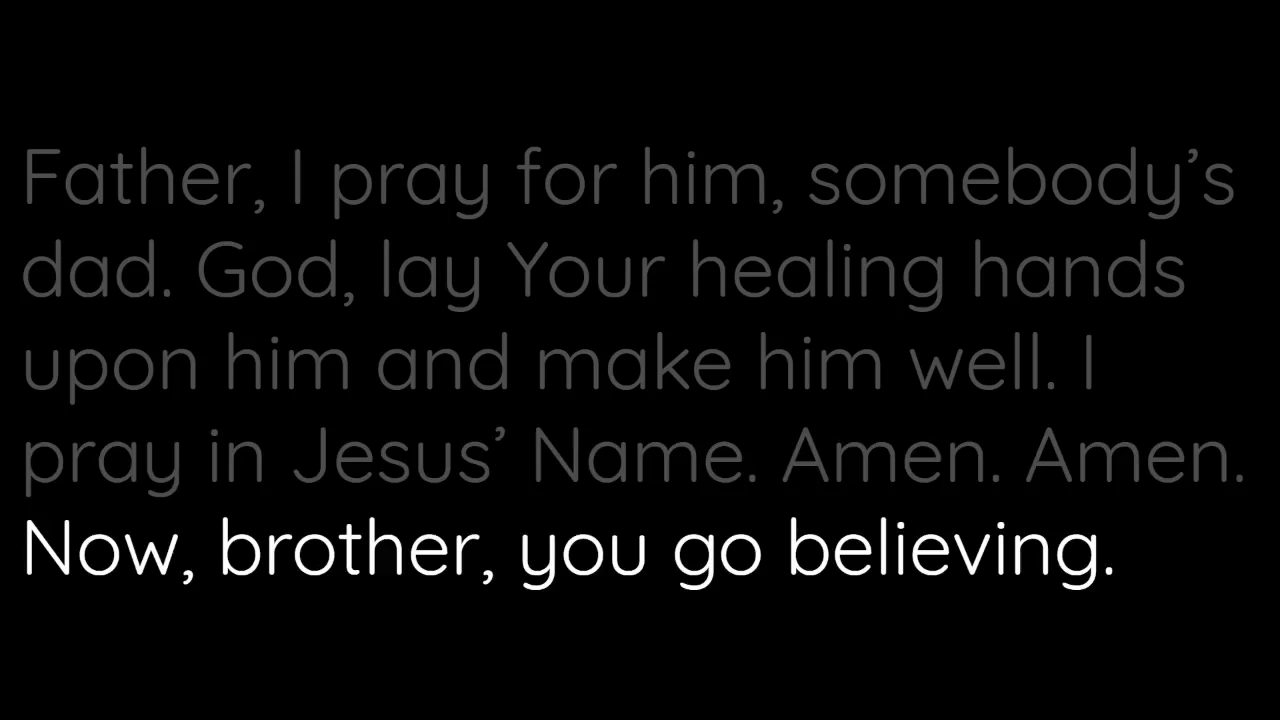 Father, I pray for him, somebody’s
dad. God, lay Your healing hands
upon him and make him well. I
pray in Jesus’ Name. Amen. Amen.
Now, brother, you go believing.